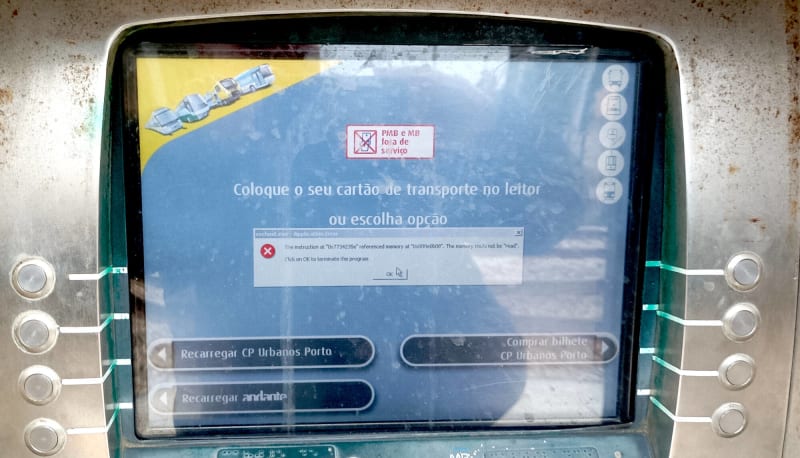 PMB e MB
fora de
serviço
Coloque o seu cartão de transporte no leitor
ou escolha opção
Application Error
The instruction at referenced memory at The memory could not be "read".
Click on OK to terminate the program
OK
Recarregar CP Urbanos Porto
Comprar bilhete
CP Urbanos Porto
Recarregar andante